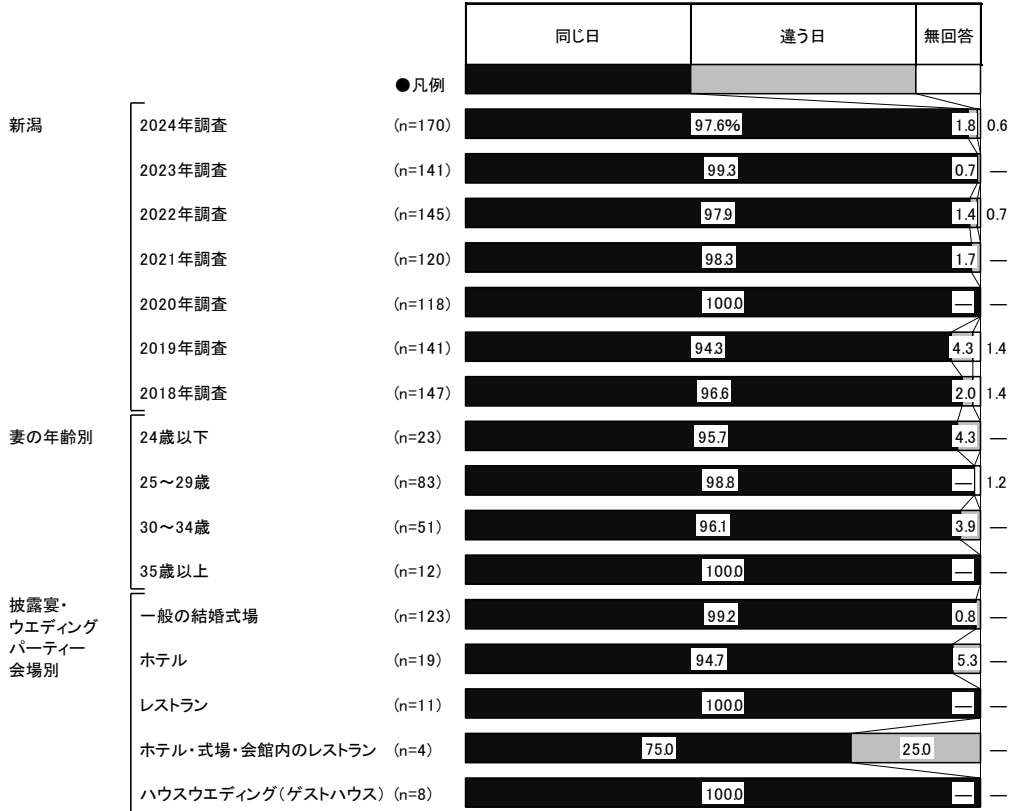 同じ日 違う日 無回答
●凡例
新潟 2024年調査 (n=170) 97.6% 1.8 0.6
2023年調査 (n=141) 99.3 0.7 —
2022年調査 (n=145) 97.9 1.4 0.7
2021年調査 (n=120) 98.3 1.7 —
2020年調査 (n=118) 100.0 — —
2019年調査 (n=141) 94.3 4.3 1.4
2018年調査 (n=147) 96.6 2.0 1.4
妻の年齢別 24歳以下 (n=23) 95.7 4.3 —
25～29歳 (n=83) 98.8 — 1.2
30～34歳 (n=51) 96.1 3.9 —
35歳以上 (n=12) 100.0 — —
披露宴・
ウエディング
パーティー
会場別
一般の結婚式場 (n=123) 99.2 0.8 —
ホテル (n=19) 94.7 5.3 —
レストラン (n=11) 100.0 — —
ホテル・式場・会館内のレストラン (n=4) 75.0 25.0 —
ハウスウエディング(ゲストハウス) (n=8) 100.0 — —